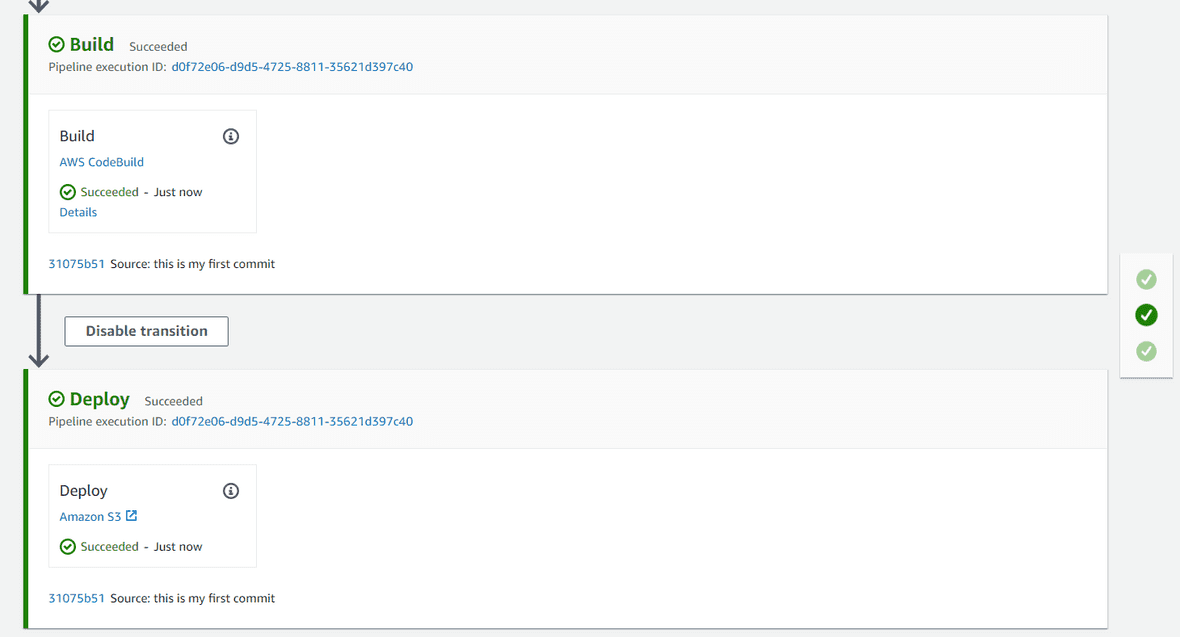 Build Succeeded
Pipeline execution ID: d0f72e06-d9d5-4725-8811-35621d397c40
Build
AWS CodeBuild
Succeeded - Just now
Details
31075b51 Source: this is my first commit
Disable transition
Deploy Succeeded
Pipeline execution ID: d0f72e06-d9d5-4725-8811-35621d397c40
Deploy
Amazon S3
Succeeded - Just now
31075b51 Source: this is my first commit